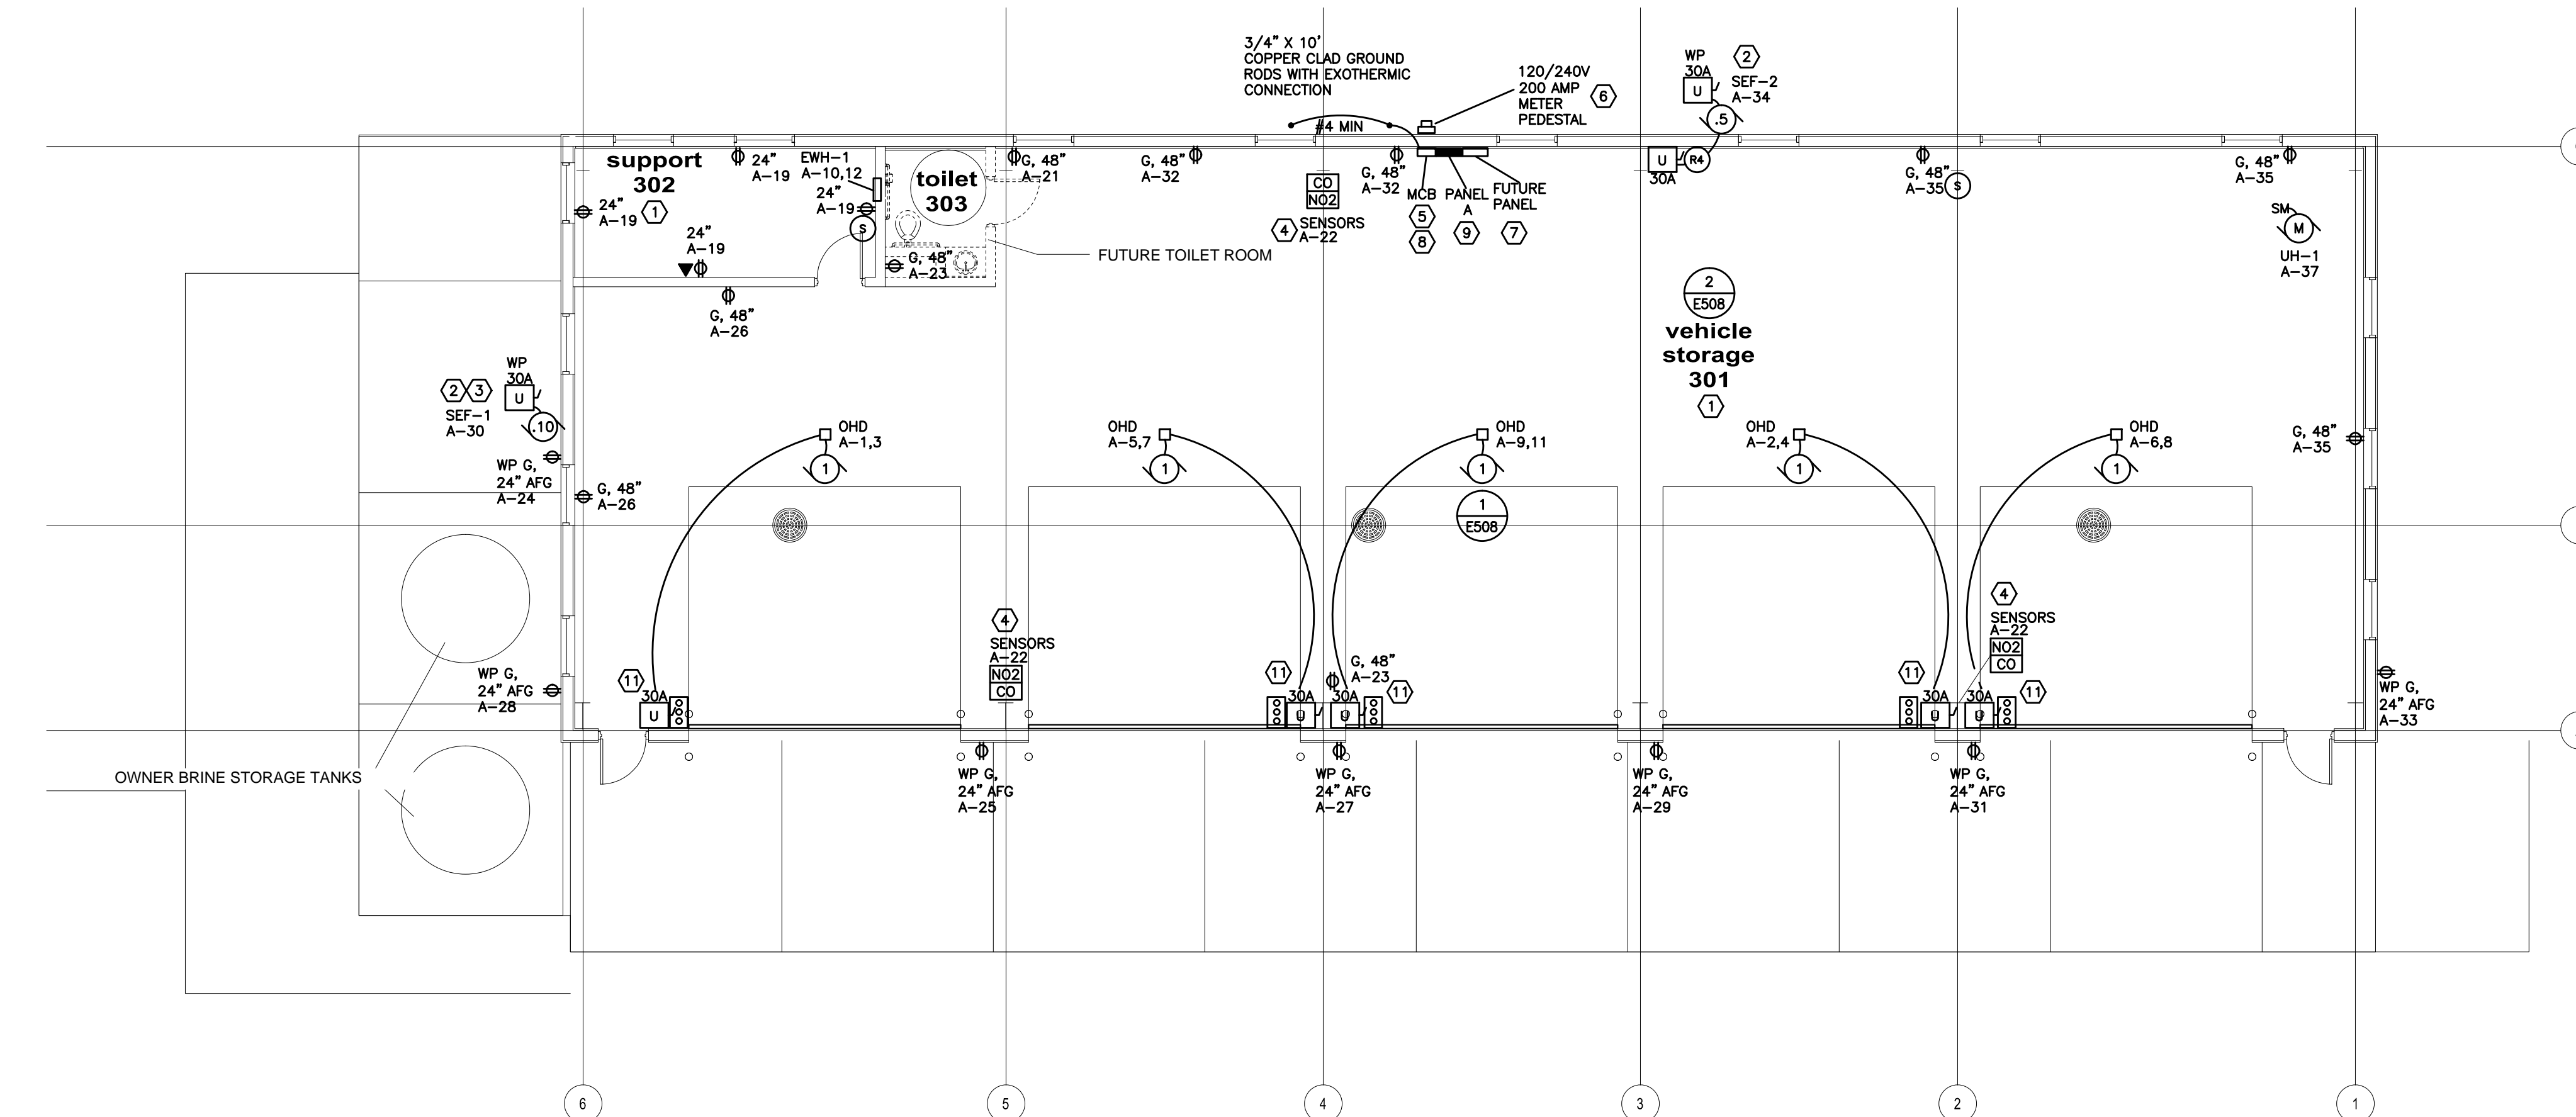 3/4” X 10’
COPPER CLAD GROUND
RODS WITH EXOTHERMIC
CONNECTION
#4 MIN
120/240V
200 AMP
METER
PEDESTAL
6
WP
30A
U
2
SEF-2
A-34
.5
support
302
24”
A-19
EWH-1
A-10,12
24”
A-19
toilet
303
G, 48”
A-21
G, 48”
A-32
CO
NO2
4
SENSORS
A-22
G, 48”
A-32
MCB
5
8
PANEL
A
9
FUTURE
PANEL
7
U
30A
R4
G, 48”
A-35
S
G, 48”
A-35
24”
A-19
1
24”
A-19
S
G, 48”
A-23
FUTURE TOILET ROOM
SM
M
UH-1
A-37
G, 48”
A-26
2
E508
vehicle
storage
301
1
WP
30A
U
2
3
SEF-1
A-30
.10
WP G,
24” AFG
A-24
G, 48”
A-26
OHD
A-1,3
1
OHD
A-5,7
1
OHD
A-9,11
1
OHD
A-2,4
1
OHD
A-6,8
1
G, 48”
A-35
1
E508
4
SENSORS
A-22
NO2
CO
4
SENSORS
A-22
NO2
CO
WP G,
24” AFG
A-28
11
30A
U
11
30A
U
G, 48”
A-23
30A
U
11
11
30A
U
30A
U
11
WP G,
24” AFG
A-33
OWNER BRINE STORAGE TANKS
WP G,
24” AFG
A-25
WP G,
24” AFG
A-27
WP G,
24” AFG
A-29
WP G,
24” AFG
A-31
6
5
4
3
2
1